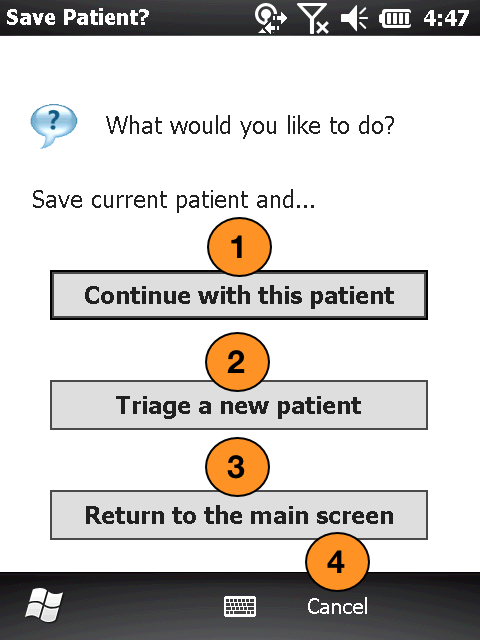 Save Patient? 4:47
? What would you like to do?
Save current patient and...
1
Continue with this patient
2
Triage a new patient
3
Return to the main screen
4
Cancel